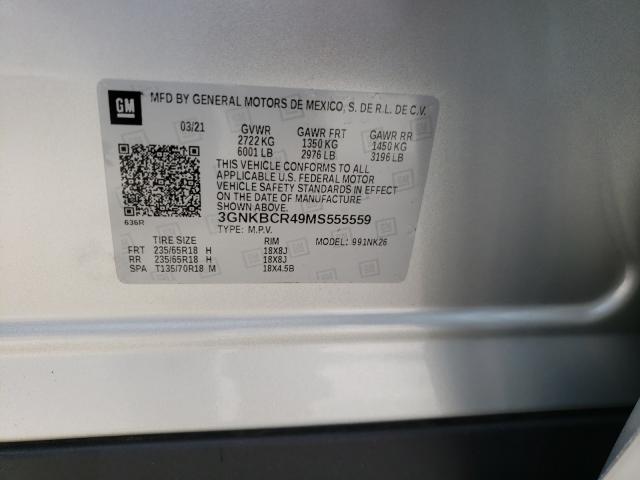 GM MFD BY GENERAL MOTORS DE MEXICO, S. DE R.L. DE C.V.
03/21 GVWR GAWR FRT GAWR RR
2722 KG 1350 KG 1450 KG
6001 LB 2976 LB 3196 LB
THIS VEHICLE CONFORMS TO ALL
APPLICABLE U.S. FEDERAL MOTOR
VEHICLE SAFETY STANDARDS IN EFFECT
ON THE DATE OF MANUFACTURE
SHOWN ABOVE.
636R 3GNKBCR49MS555559
TYPE: M.P.V.
TIRE SIZE RIM MODEL: 991NK26
FRT 235/65R18 H 18X8J
RR 235/65R18 H 18X8J
SPA T135/70R18 M 18X4.5B